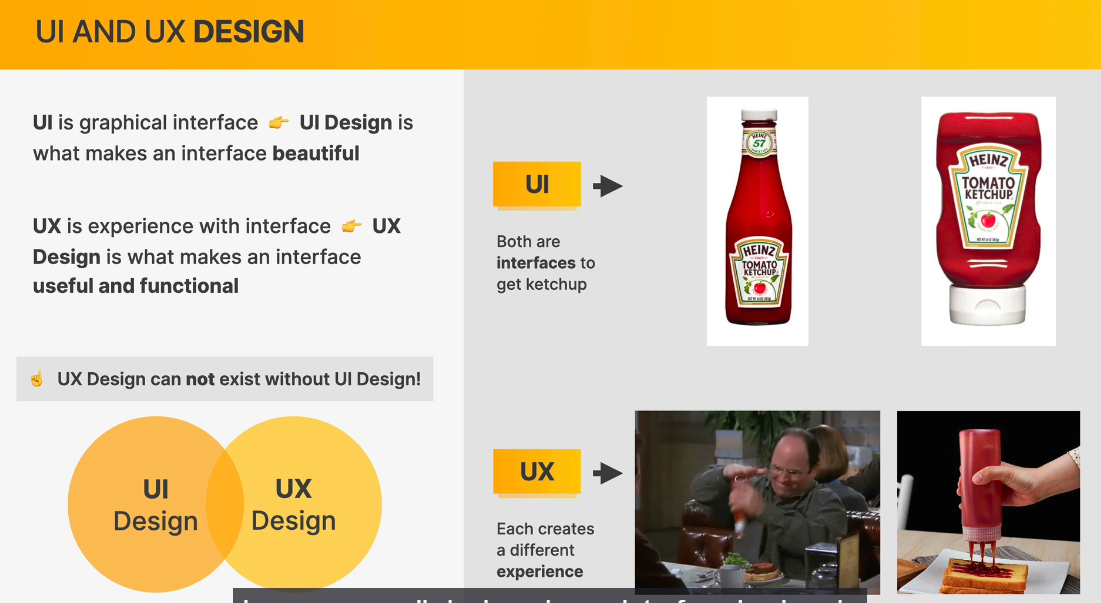 UI AND UX DESIGN
UI is graphical interface 👉 UI Design is
what makes an interface beautiful
UX is experience with interface 👉 UX
Design is what makes an interface
useful and functional
☝ UX Design can not exist without UI Design!
UI
Design
UX
Design
UI
Both are
interfaces to
get ketchup
HEINZ
57
HEINZ
TOMATO
KETCHUP
HEINZ
TOMATO
KETCHUP
UX
Each creates
a different
experience